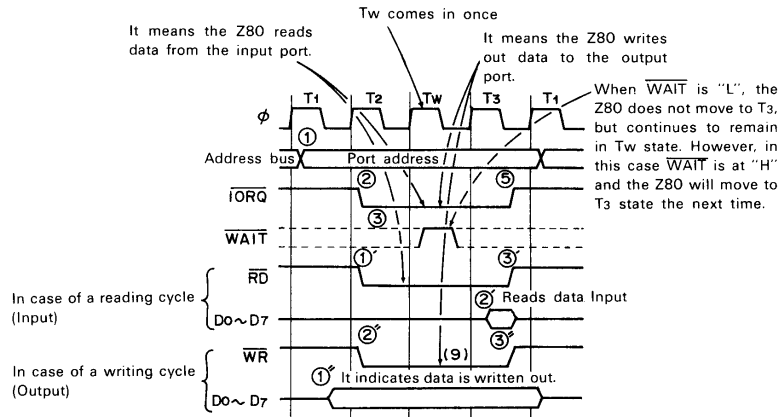 Tw comes in once
It means the Z80 reads
data from the input port.
It means the Z80 writes
out data to the output
port.
When WAIT is "L", the
Z80 does not move to T3,
but continues to remain
in Tw state. However, in
this case WAIT is at "H"
and the Z80 will move to
T3 state the next time.
T1 T2 TW T3 T1
φ
①
Address bus Port address
② ⑤
IORQ
③
WAIT
①' ③'
RD
In case of a reading cycle
(Input)
②' Reads data Input
D0~D7
②" ③"
WR (9)
In case of a writing cycle
(Output)
①" It indicates data is written out.
D0~D7